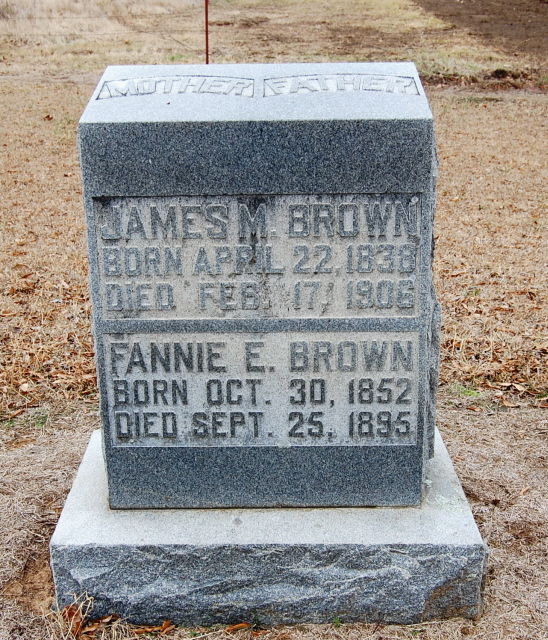 MOTHER FATHER
JAMES M. BROWN
BORN APRIL 22, 1838
DIED FEB. 17, 1906
FANNIE E. BROWN
BORN OCT. 30, 1852
DIED SEPT. 25, 1895